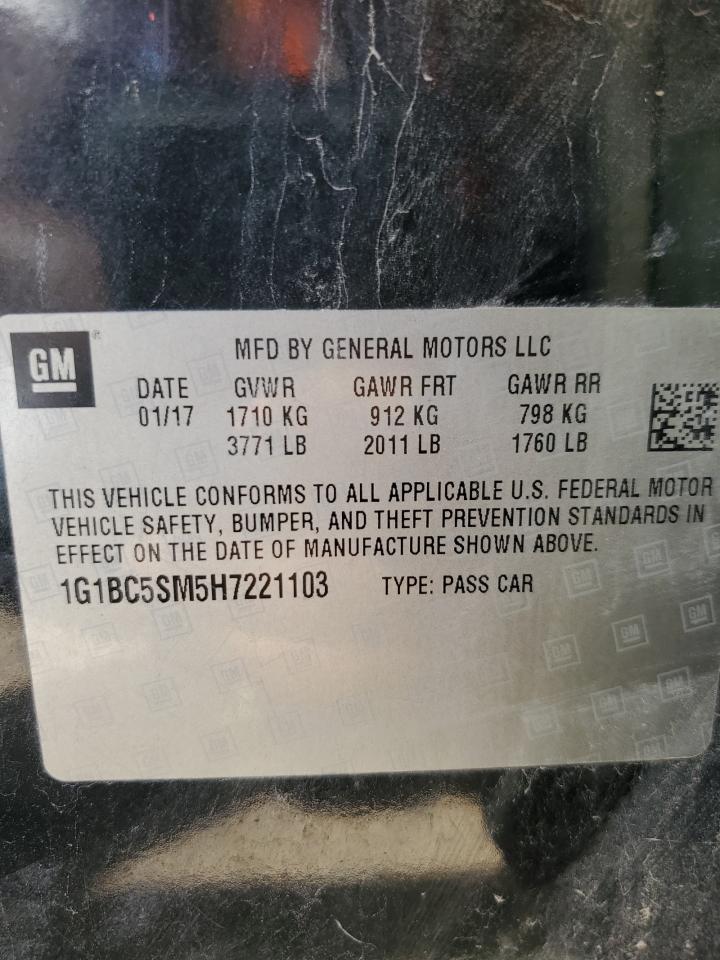 GM
MFD BY GENERAL MOTORS LLC
DATE GVWR GAWR FRT GAWR RR
01/17 1710 KG 912 KG 798 KG
3771 LB 2011 LB 1760 LB
THIS VEHICLE CONFORMS TO ALL APPLICABLE U.S. FEDERAL MOTOR
VEHICLE SAFETY, BUMPER, AND THEFT PREVENTION STANDARDS IN
EFFECT ON THE DATE OF MANUFACTURE SHOWN ABOVE.
1G1BC5SM5H7221103 TYPE: PASS CAR